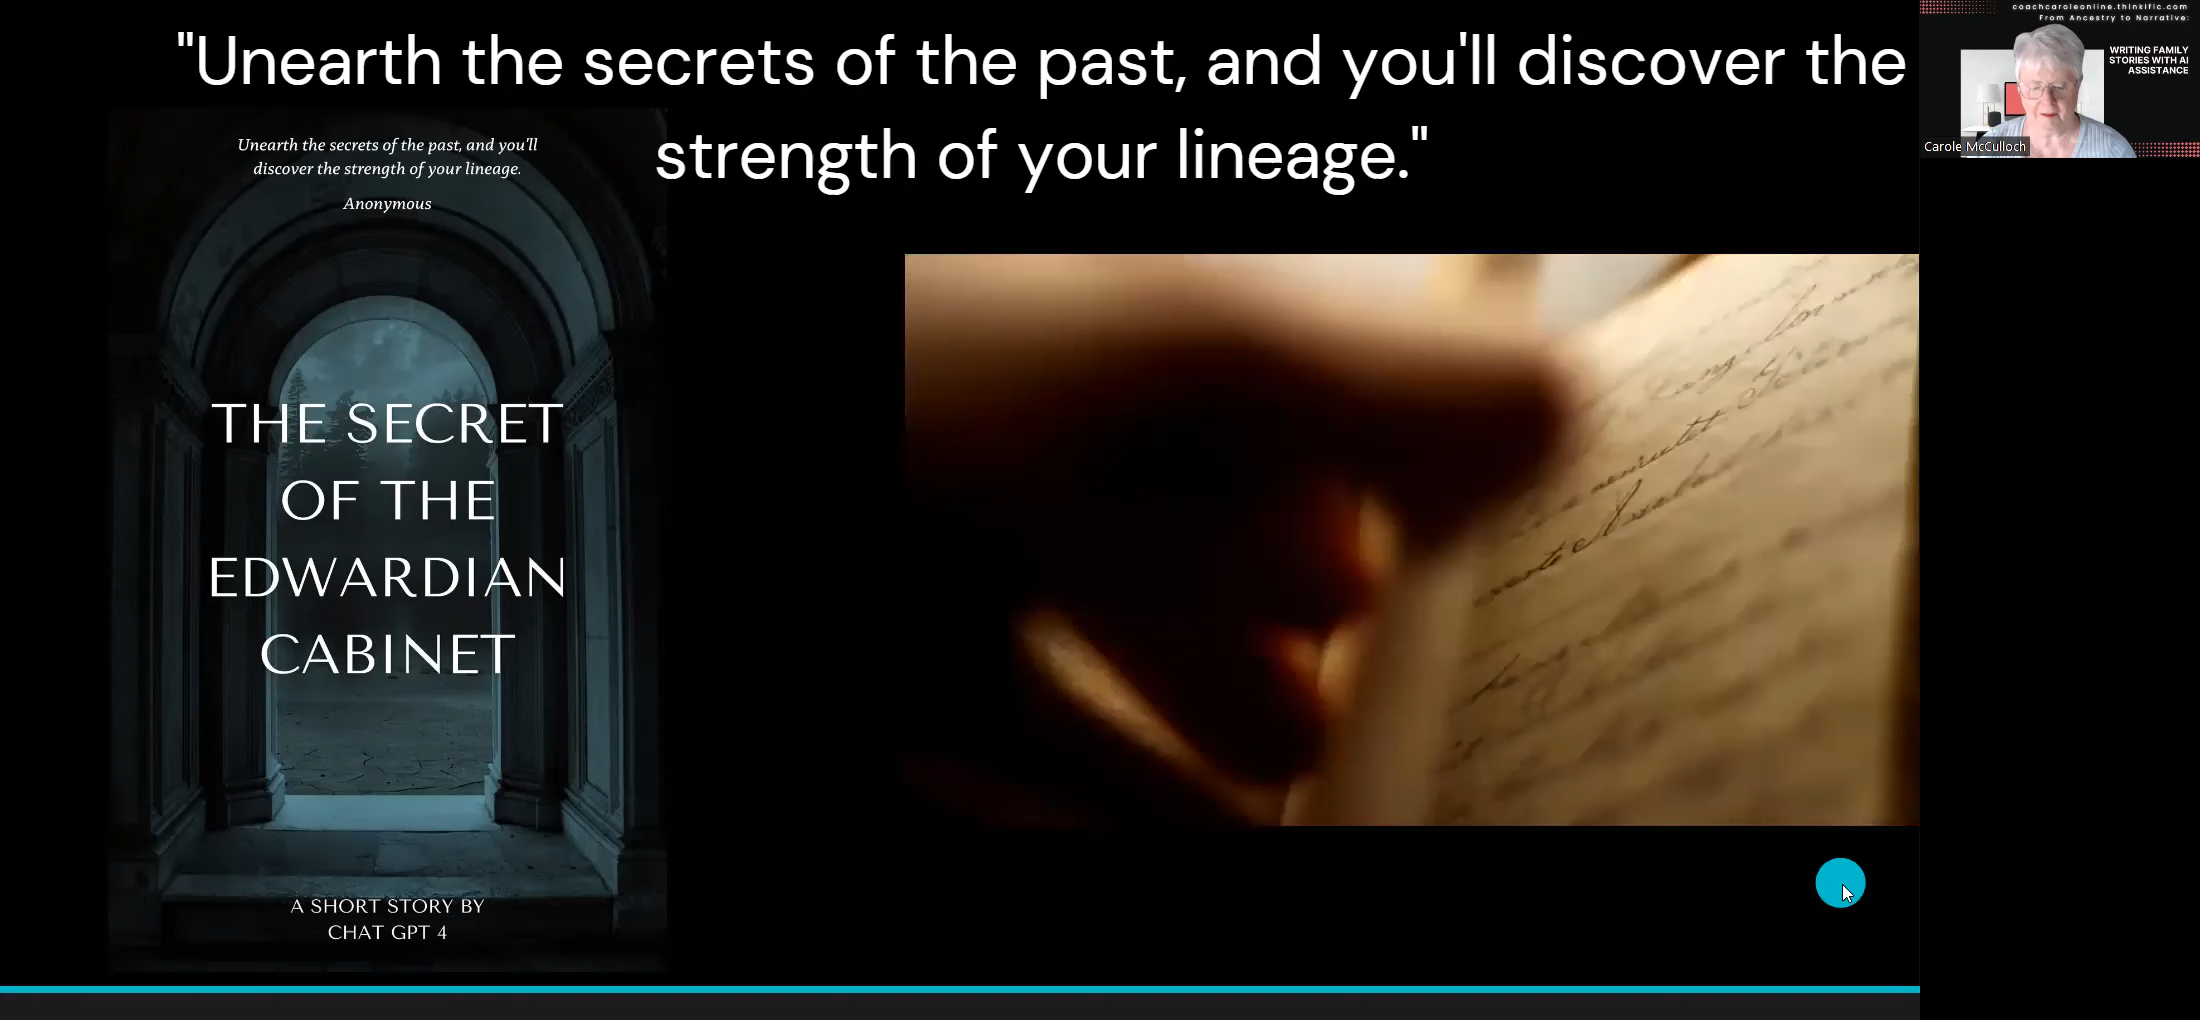 "Unearth the secrets of the past, and you'll discover the
strength of your lineage."
Unearth the secrets of the past, and you'll
discover the strength of your lineage.
Anonymous
THE SECRET
OF THE
EDWARDIAN
CABINET
A SHORT STORY BY
CHAT GPT 4
coachcaroleonline.thinkific.com
From Ancestry to Narrative:
WRITING FAMILY
STORIES WITH AI
ASSISTANCE
Carole McCulloch